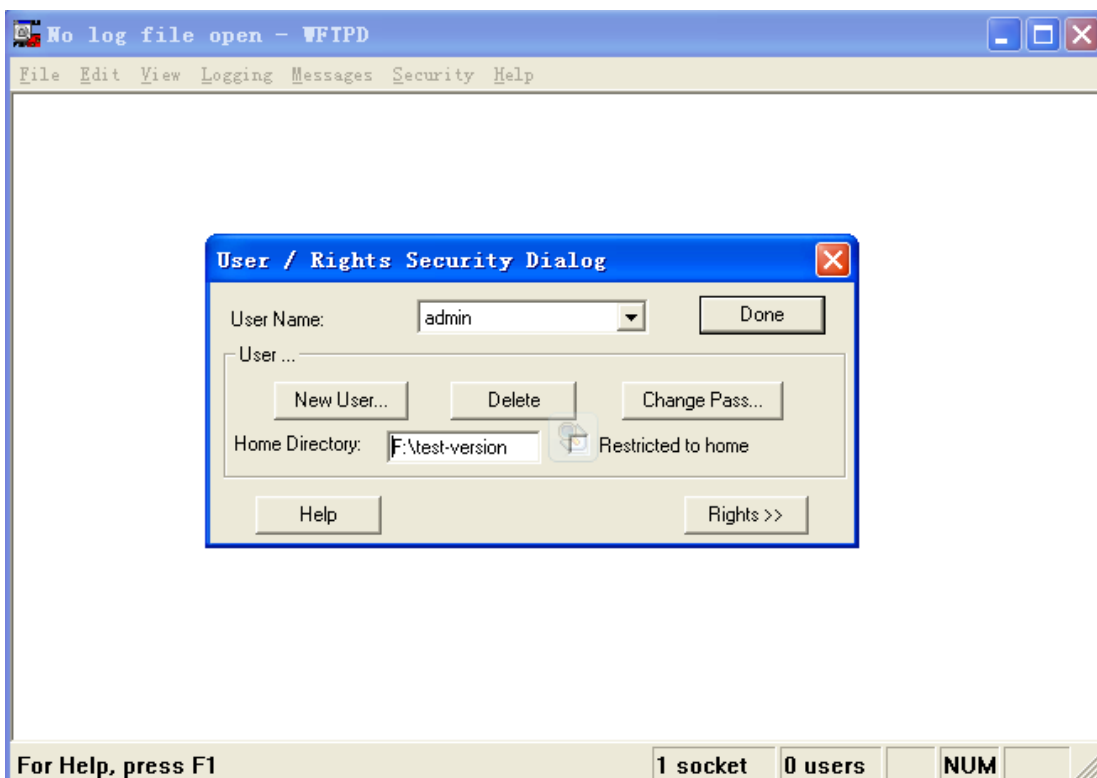 No log file open - WFTPD
File Edit View Logging Messages Security Help
User / Rights Security Dialog
User Name: admin Done
User ...
New User... Delete Change Pass...
Home Directory: F:\test-version Restricted to home
Help Rights >>
For Help, press F1 1 socket 0 users NUM